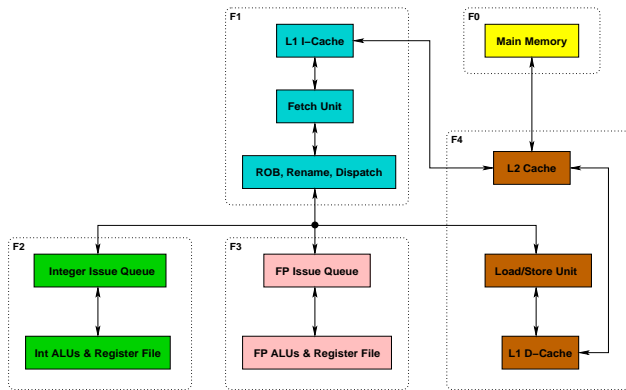 F1
L1 I-Cache
Fetch Unit
ROB, Rename, Dispatch
F0
Main Memory
F4
L2 Cache
Load/Store Unit
L1 D-Cache
F2
Integer Issue Queue
Int ALUs & Register File
F3
FP Issue Queue
FP ALUs & Register File